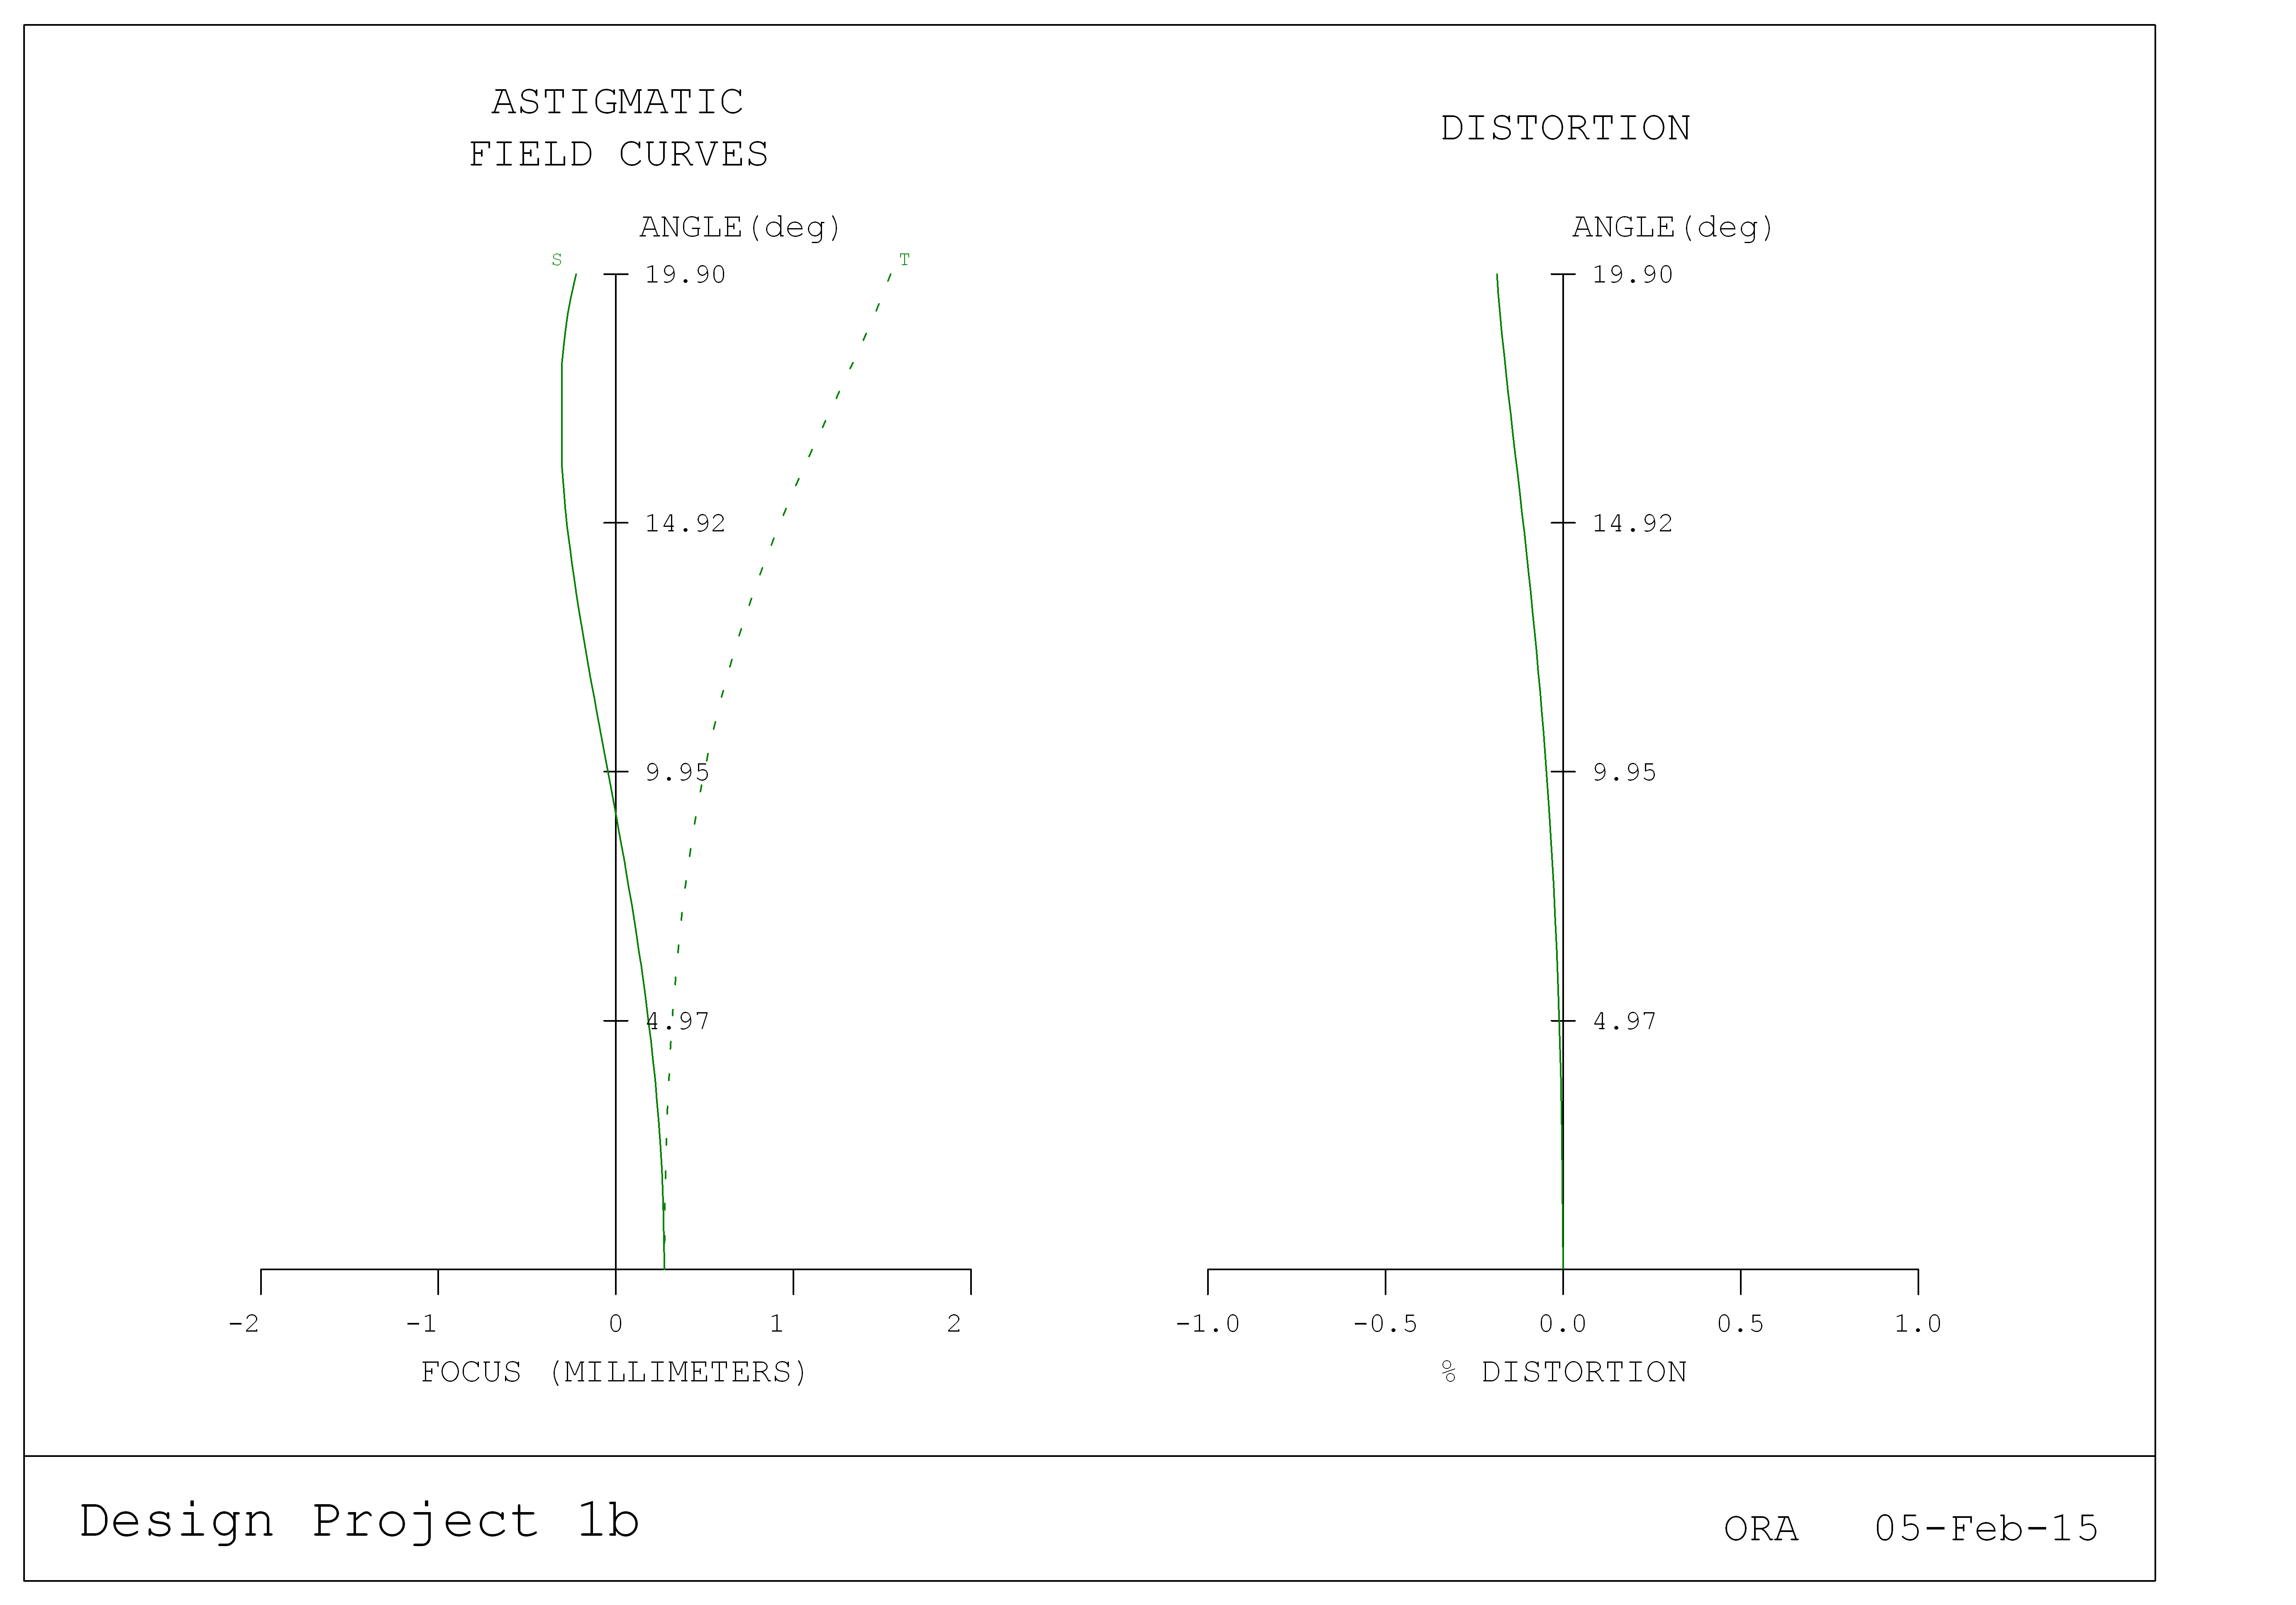 ASTIGMATIC
FIELD CURVES
ANGLE(deg)
S
T
19.90
14.92
9.95
4.97
-2 -1 0 1 2
FOCUS (MILLIMETERS)
DISTORTION
ANGLE(deg)
19.90
14.92
9.95
4.97
-1.0 -0.5 0.0 0.5 1.0
% DISTORTION
Design Project 1b
ORA 05-Feb-15